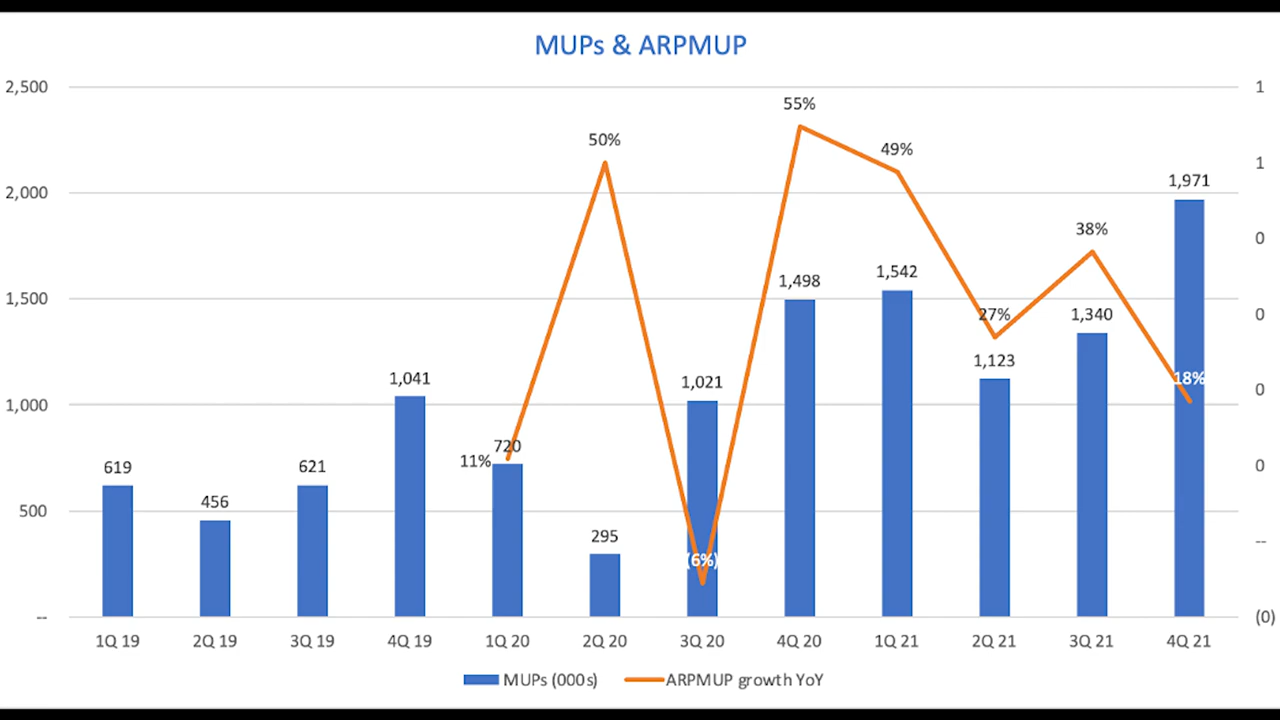 MUPs & ARPMUP
2,500
2,000
1,500
1,000
500
--
1
1
0
0
0
0
--
(0)
619
456
621
1,041
720
295
1,021
1,498
1,542
1,123
1,340
1,971
11%
50%
(6%)
55%
49%
27%
38%
18%
1Q 19
2Q 19
3Q 19
4Q 19
1Q 20
2Q 20
3Q 20
4Q 20
1Q 21
2Q 21
3Q 21
4Q 21
MUPs (000s)
ARPMUP growth YoY